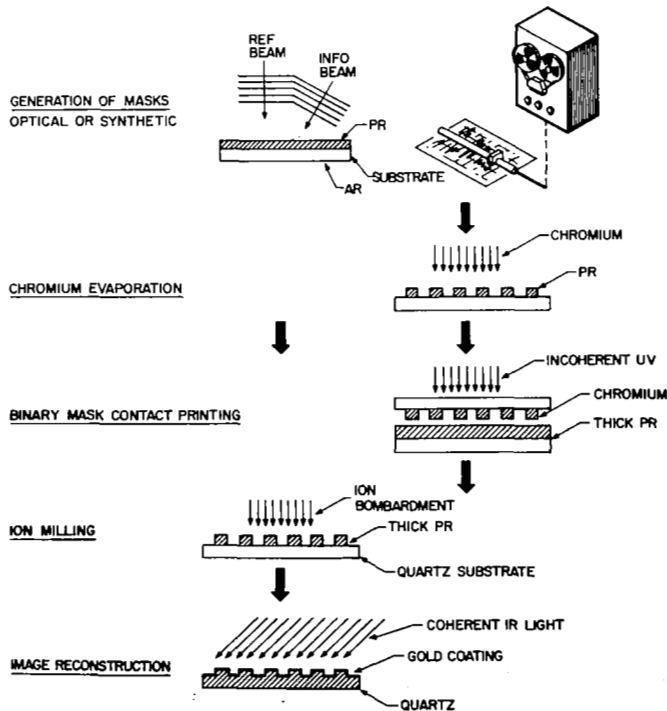 REF
BEAM
INFO
BEAM
GENERATION OF MASKS
OPTICAL OR SYNTHETIC
PR
SUBSTRATE
AR
CHROMIUM
PR
CHROMIUM EVAPORATION
INCOHERENT UV
CHROMIUM
BINARY MASK CONTACT PRINTING
THICK PR
ION
BOMBARDMENT
ION MILLING
THICK PR
QUARTZ SUBSTRATE
COHERENT IR LIGHT
GOLD COATING
IMAGE RECONSTRUCTION
QUARTZ